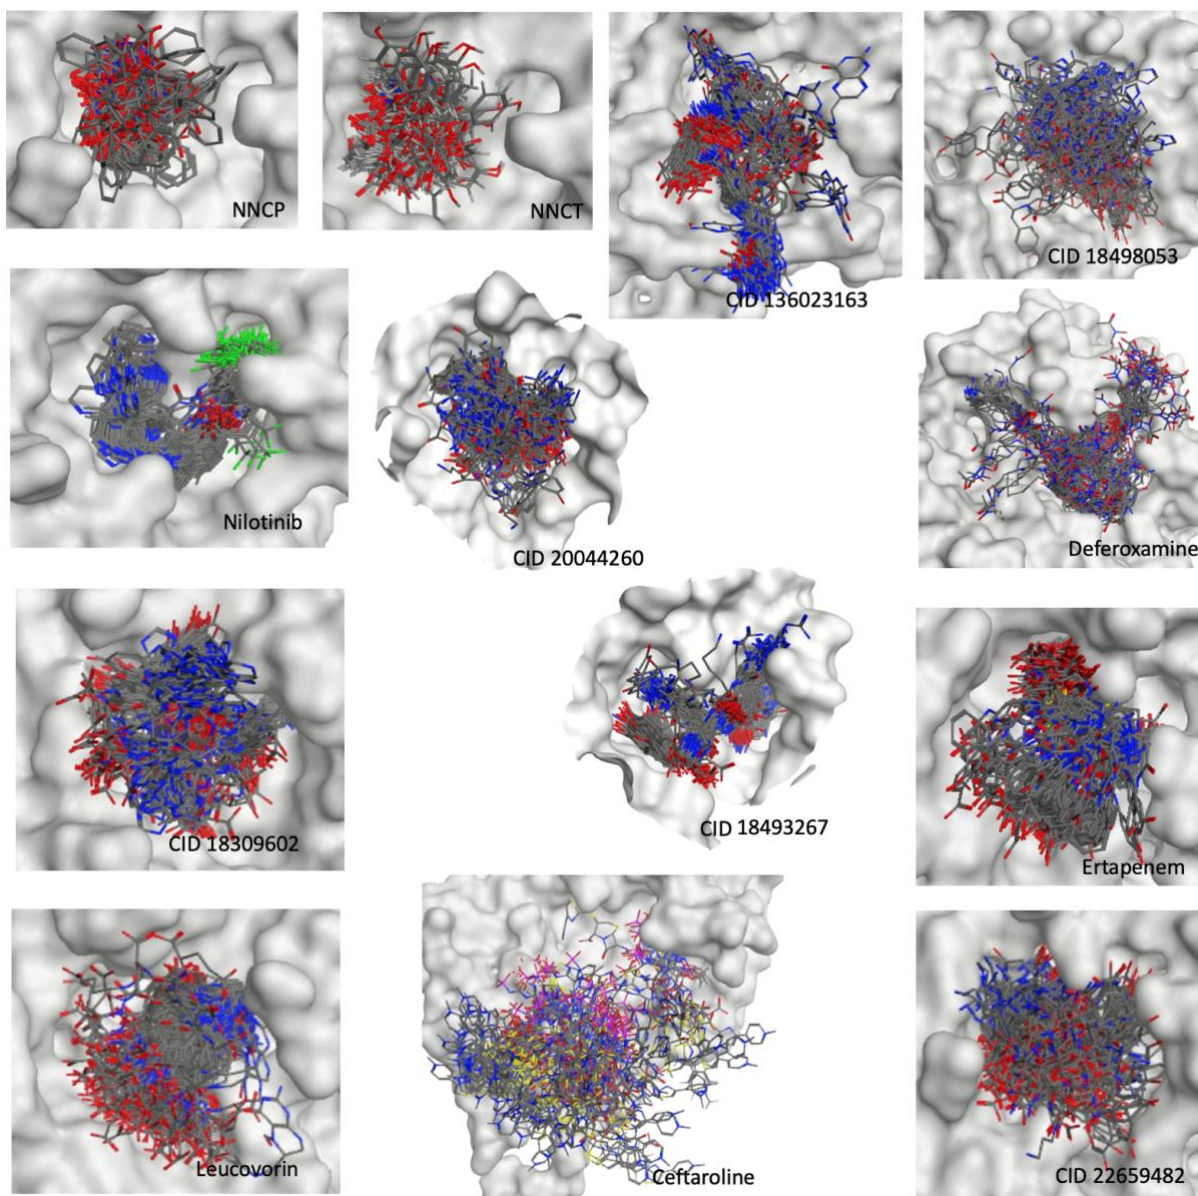 NNCP
NNCT
CID 136023163
CID 18498053
Nilotinib
CID 20044260
Deferoxamine
CID 18309602
CID 18493267
Ertapenem
Leucovorin
Ceftaroline
CID 22659482